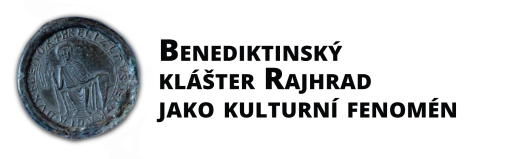 Benediktinský
klášter Rajhrad
jako kulturní fenomén